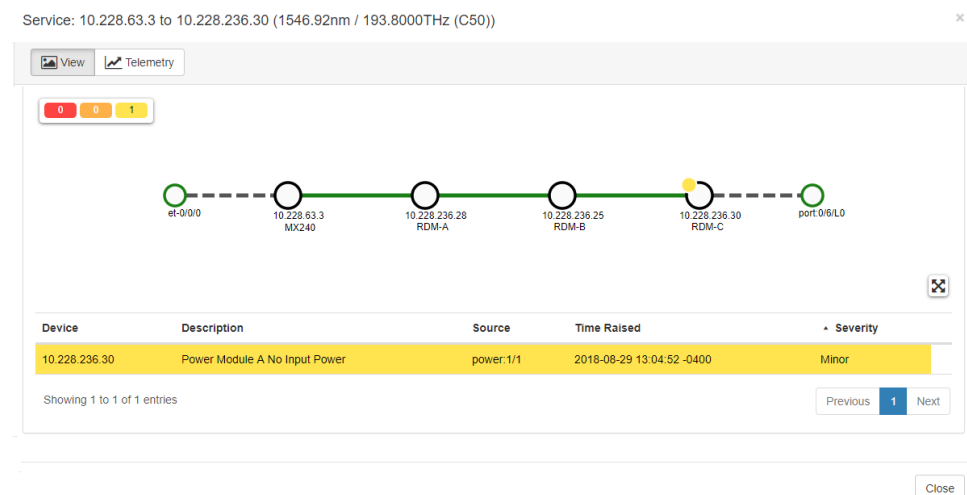 Service: 10.228.63.3 to 10.228.236.30 (1546.92nm / 193.8000THz (C50)) ×
View Telemetry
0 0 1
et-0/0/0 10.228.63.3 10.228.236.28 10.228.236.25 10.228.236.30 port:0/6/L0
MX240 RDM-A RDM-B RDM-C
Device Description Source Time Raised Severity
10.228.236.30 Power Module A No Input Power power:1/1 2018-08-29 13:04:52 -0400 Minor
Showing 1 to 1 of 1 entries Previous 1 Next
Close